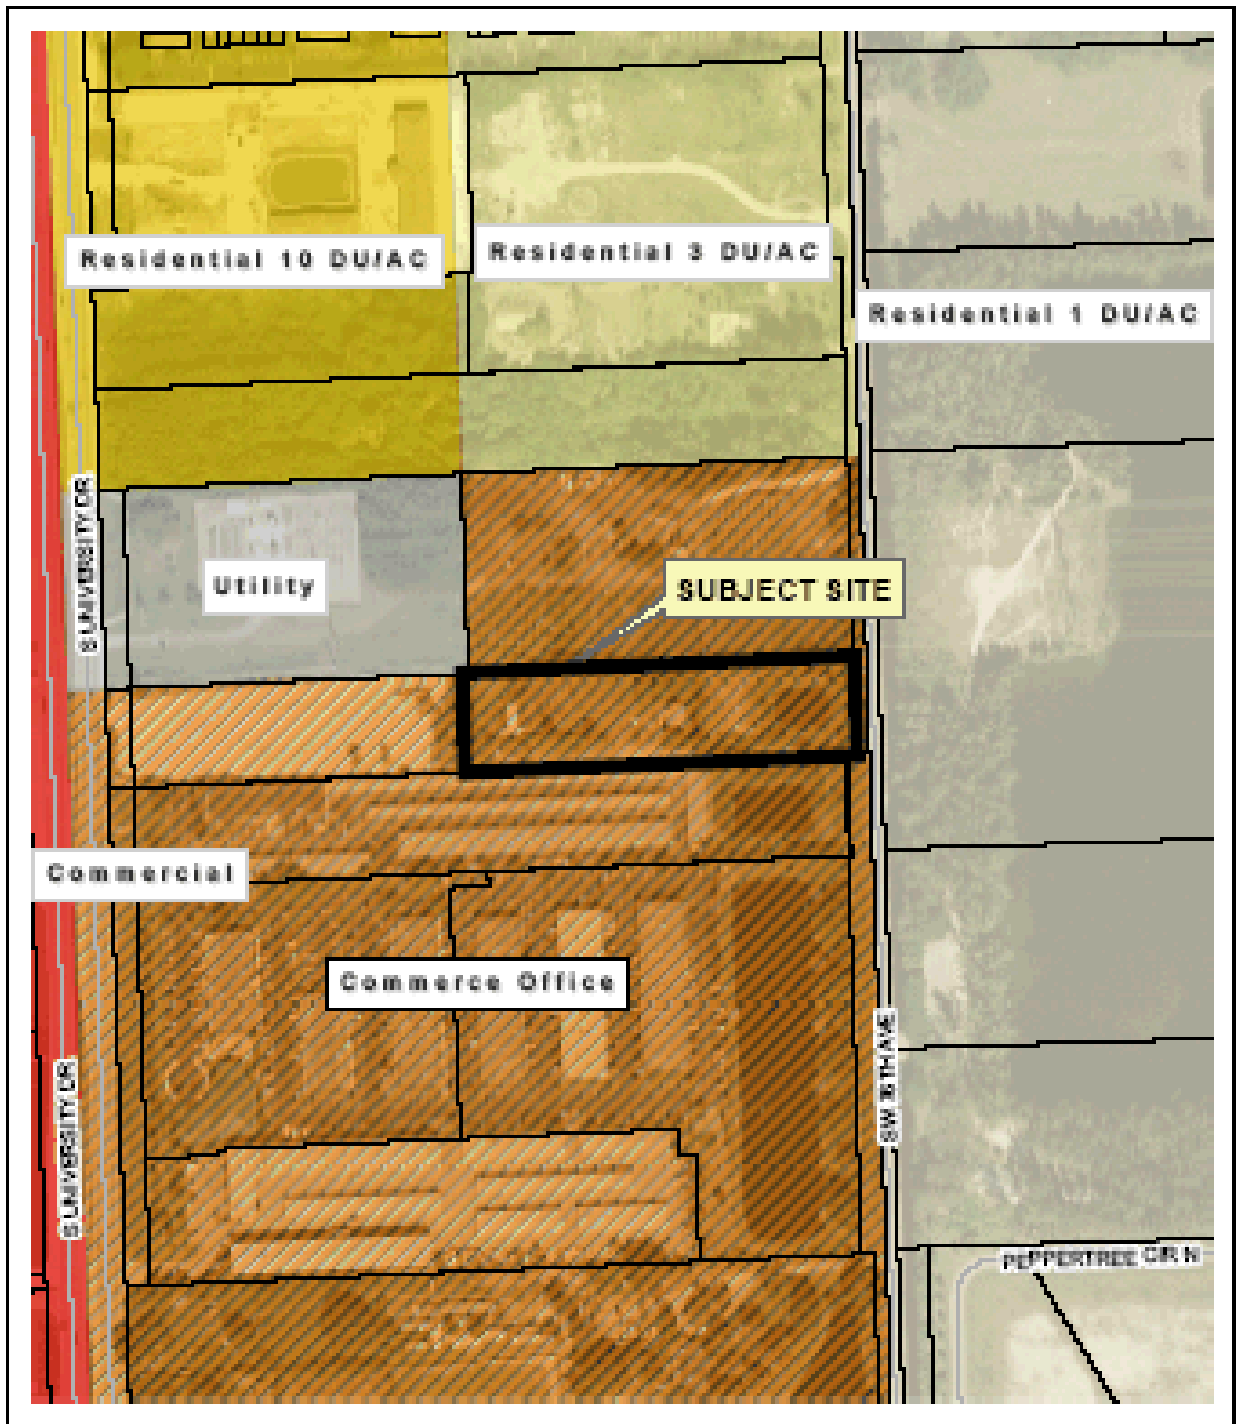 Residential 10 DU/AC
Residential 3 DU/AC
Residential 1 DU/AC
S UNIVERSITY DR
Utility
SUBJECT SITE
Commercial
Commerce Office
SW 76TH AVE
S UNIVERSITY DR
PEPPERTREE CIR N